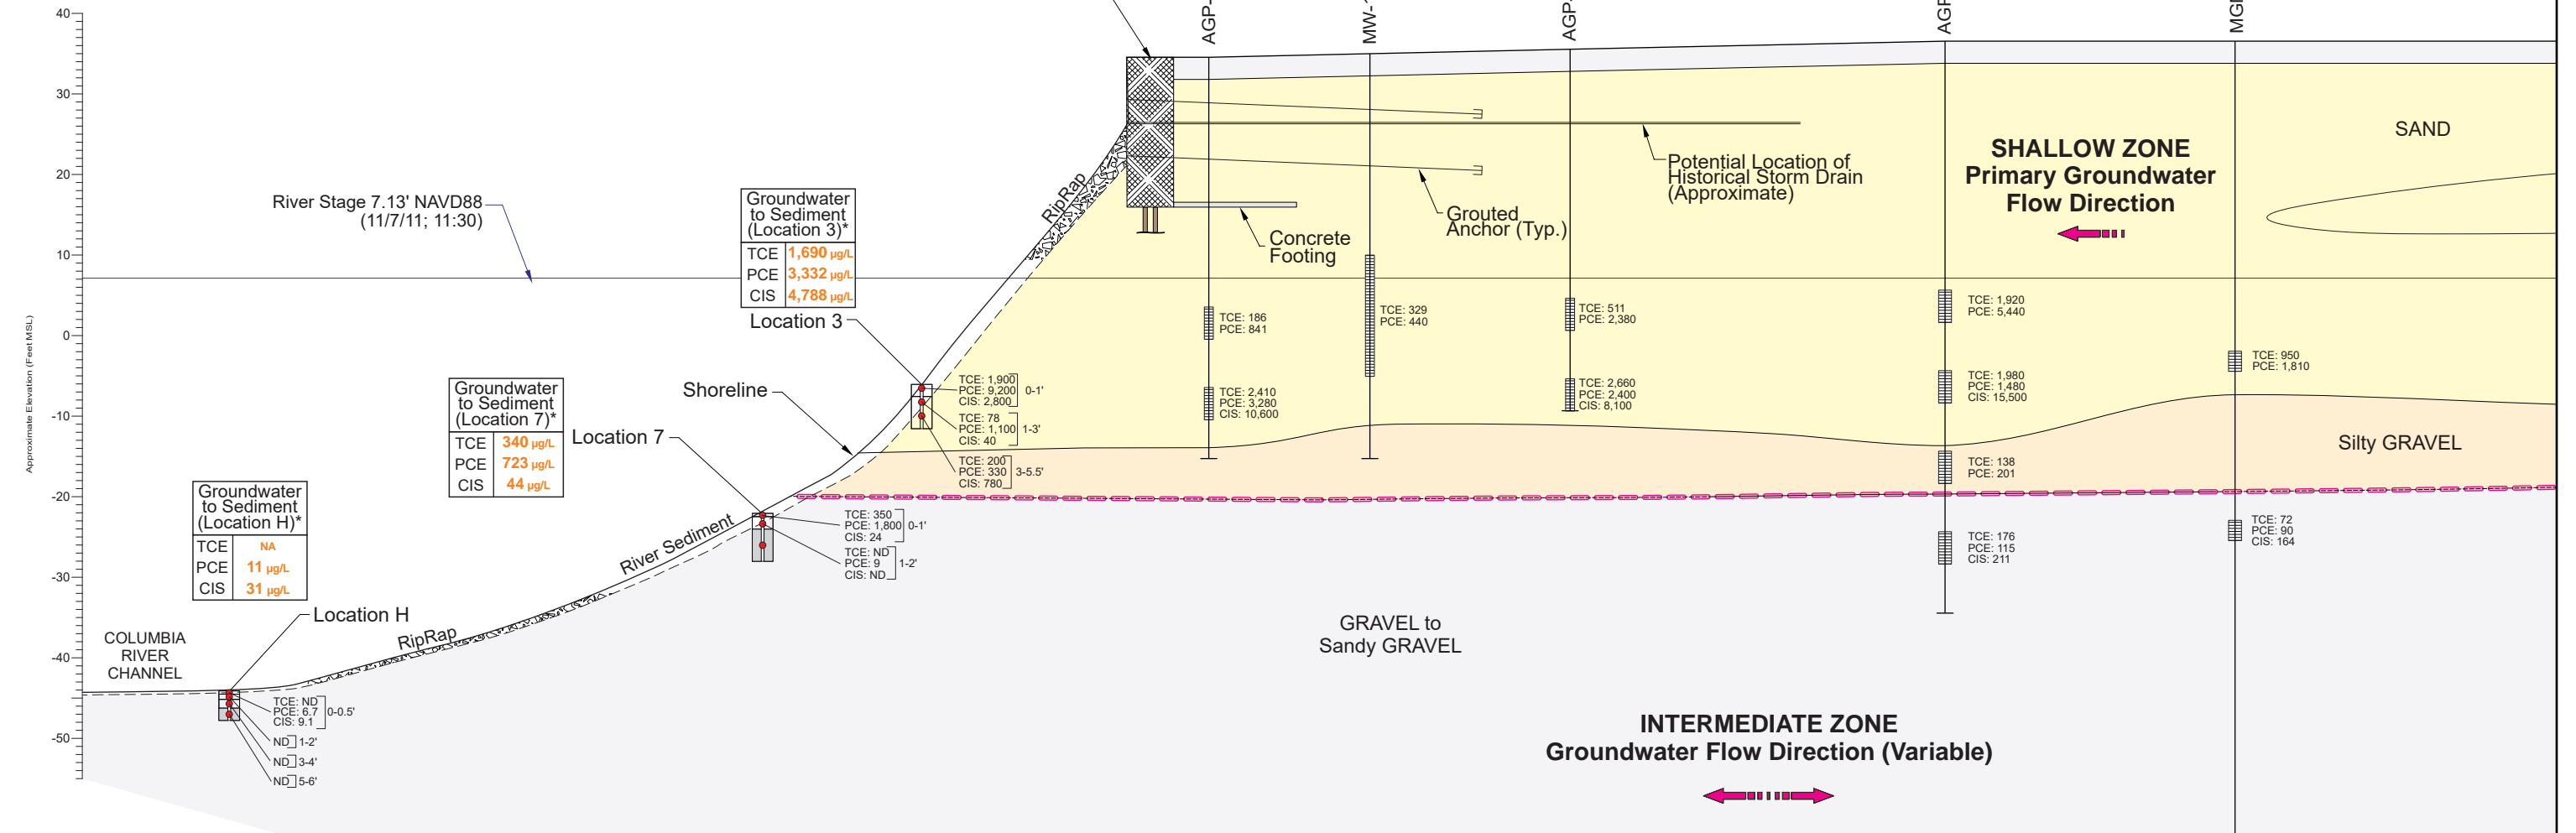 40
30
20
10
0
-10
-20
-30
-40
-50
Approximate Elevation (Feet MSL)
AGP-
MW-
AGP-
River Stage 7.13' NAVD88
(11/7/11; 11:30)
Groundwater
to Sediment
(Location 3)*
TCE 1,690 µg/L
PCE 3,332 µg/L
CIS 4,788 µg/L
Location 3
RipRap
Concrete
Footing
Grouted
Anchor (Typ.)
Potential Location of
Historical Storm Drain
(Approximate)
SHALLOW ZONE
Primary Groundwater
Flow Direction
SAND
Silty GRAVEL
Shoreline
Groundwater
to Sediment
(Location 7)*
TCE 340 µg/L
PCE 723 µg/L
CIS 44 µg/L
Location 7
Groundwater
to Sediment
(Location H)*
TCE NA
PCE 11 µg/L
CIS 31 µg/L
Location H
River Sediment
RipRap
COLUMBIA
RIVER
CHANNEL
TCE: 1,900
PCE: 9,200 0-1'
CIS: 2,800
TCE: 78
PCE: 1,100 1-3'
CIS: 40
TCE: 200
PCE: 330 3-5.5'
CIS: 780
TCE: 350
PCE: 1,800 0-1'
CIS: 24
TCE: ND
PCE: 9 1-2'
CIS: ND
TCE: ND
PCE: 6.7 0-0.5'
CIS: 9.1
ND 1-2'
ND 3-4'
ND 5-6'
TCE: 186
PCE: 841
TCE: 2,410
PCE: 3,280
CIS: 10,600
TCE: 329
PCE: 440
TCE: 511
PCE: 2,380
TCE: 2,660
PCE: 2,400
CIS: 8,100
TCE: 1,920
PCE: 5,440
TCE: 1,980
PCE: 1,480
CIS: 15,500
TCE: 138
PCE: 201
TCE: 176
PCE: 115
CIS: 211
TCE: 950
PCE: 1,810
TCE: 72
PCE: 90
CIS: 164
GRAVEL to
Sandy GRAVEL
INTERMEDIATE ZONE
Groundwater Flow Direction (Variable)